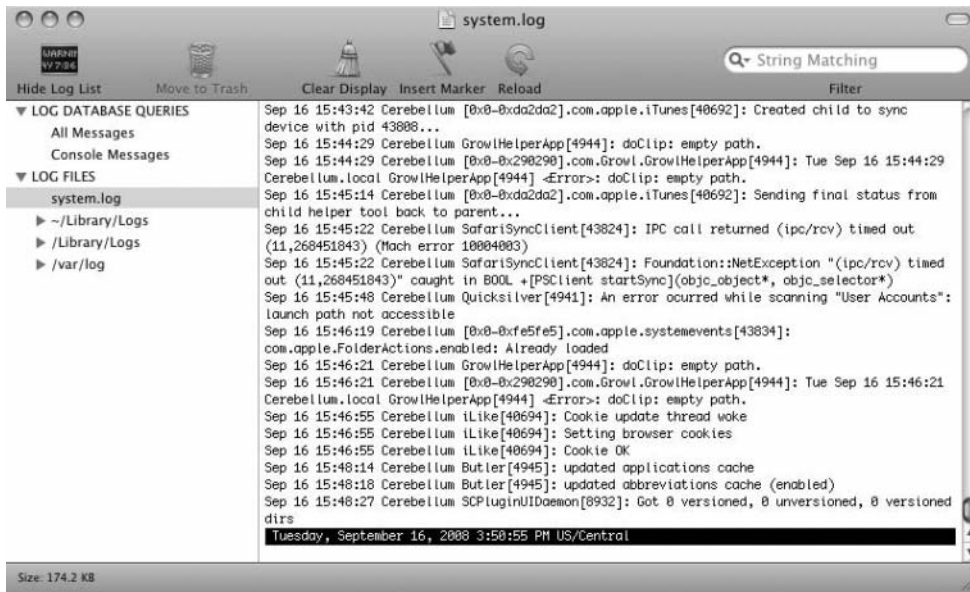 system.log
WARNIN
W 7:36
Hide Log List
Move to Trash
Clear Display
Insert Marker
Reload
String Matching
Filter
LOG DATABASE QUERIES
All Messages
Console Messages
LOG FILES
system.log
~/Library/Logs
/Library/Logs
/var/log
Sep 16 15:43:42 Cerebellum [0x0-0xda2da2].com.apple.iTunes[40692]: Created child to sync
device with pid 43808...
Sep 16 15:44:29 Cerebellum GrowlHelperApp[4944]: doClip: empty path.
Sep 16 15:44:29 Cerebellum [0x0-0x290290].com.Growl.GrowlHelperApp[4944]: Tue Sep 16 15:44:29
Cerebellum.local GrowlHelperApp[4944] <Error>: doClip: empty path.
Sep 16 15:45:14 Cerebellum [0x0-0xda2da2].com.apple.iTunes[40692]: Sending final status from
child helper tool back to parent...
Sep 16 15:45:22 Cerebellum SafariSyncClient[43824]: IPC call returned (ipc/rcv) timed out
(11,268451843) (Mach error 10004003)
Sep 16 15:45:22 Cerebellum SafariSyncClient[43824]: Foundation::NetException "(ipc/rcv) timed
out (11,268451843)" caught in BOOL +[PSClient startSync](objc_object*, objc_selector*)
Sep 16 15:45:48 Cerebellum Quicksilver[4941]: An error ocurred while scanning "User Accounts":
launch path not accessible
Sep 16 15:46:19 Cerebellum [0x0-0xfe5fe5].com.apple.systemevents[43834]:
com.apple.FolderActions.enabled: Already loaded
Sep 16 15:46:21 Cerebellum GrowlHelperApp[4944]: doClip: empty path.
Sep 16 15:46:21 Cerebellum [0x0-0x290290].com.Growl.GrowlHelperApp[4944]: Tue Sep 16 15:46:21
Cerebellum.local GrowlHelperApp[4944] <Error>: doClip: empty path.
Sep 16 15:46:55 Cerebellum iLike[40694]: Cookie update thread woke
Sep 16 15:46:55 Cerebellum iLike[40694]: Setting browser cookies
Sep 16 15:46:55 Cerebellum iLike[40694]: Cookie OK
Sep 16 15:48:14 Cerebellum Butler[4945]: updated applications cache
Sep 16 15:48:18 Cerebellum Butler[4945]: updated abbreviations cache (enabled)
Sep 16 15:48:27 Cerebellum SCPluginUIDaemon[8932]: Got 0 versioned, 0 unversioned, 0 versioned
dirs
Tuesday, September 16, 2008 3:50:55 PM US/Central
Size: 174.2 KB